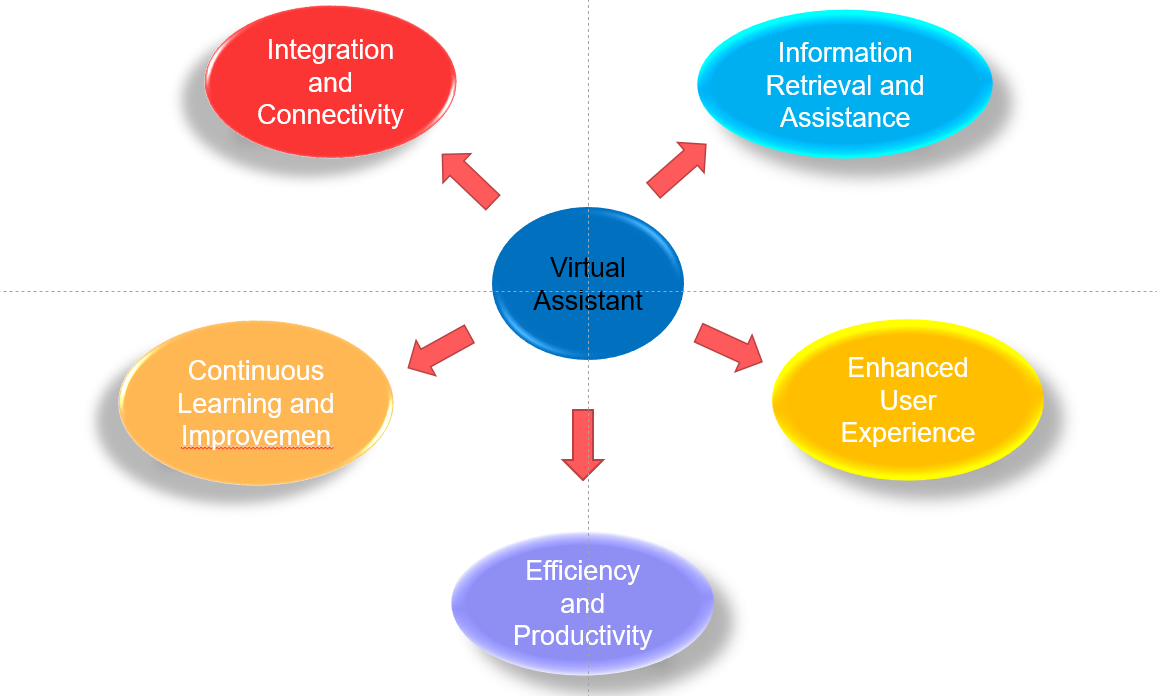 Integration
and
Connectivity
Information
Retrieval and
Assistance
Virtual
Assistant
Continuous
Learning and
Improvemen
Enhanced
User
Experience
Efficiency
and
Productivity